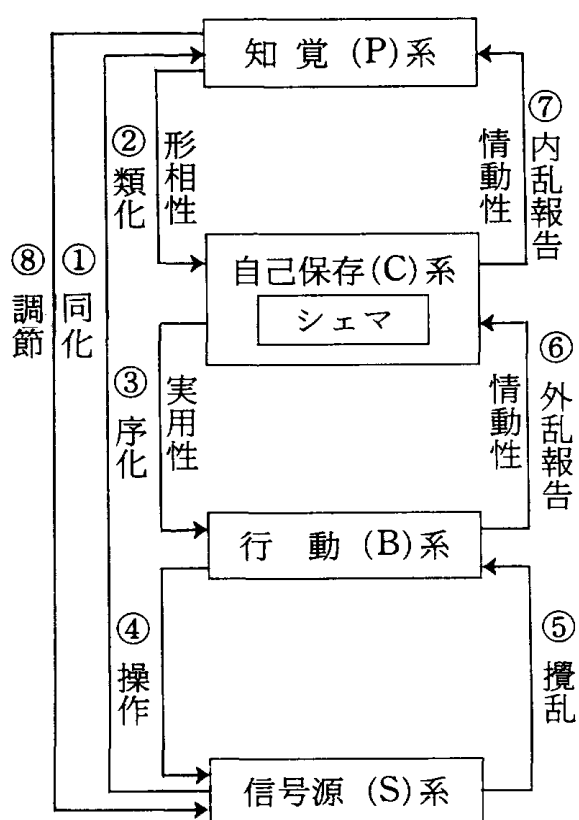 知覚 (P)系
⑦内乱報告
情動性
形相性
②類化
自己保存(C)系
シェマ
①同化
⑧調節
⑥外乱報告
情動性
実用性
③序化
行動 (B)系
⑤攪乱
④操作
信号源 (S)系